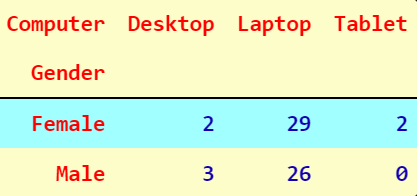 Computer Desktop Laptop Tablet
Gender
Female 2 29 2
Male 3 26 0